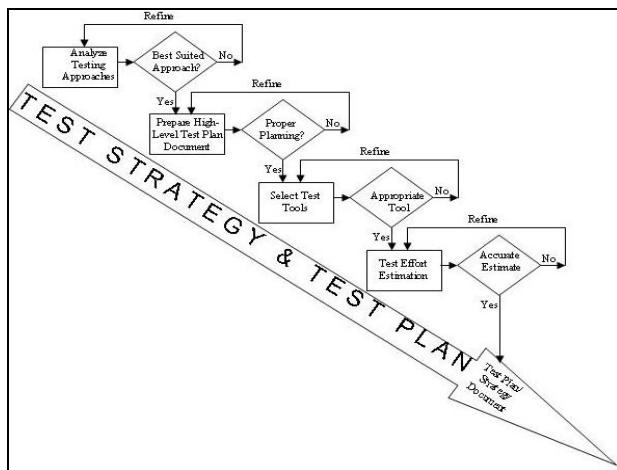 Refine
Analyze
Testing
Approaches
Best Suited
Approach?
No
Yes
Refine
Prepare High-
Level Test Plan
Document
Proper
Planning?
No
Yes
Refine
Select Test
Tools
Appropriate
Tool
No
Yes
Refine
Test Effort
Estimation
Accurate
Estimate
No
Yes
TEST STRATEGY & TEST PLAN
Test Plan/
Strategy
Document